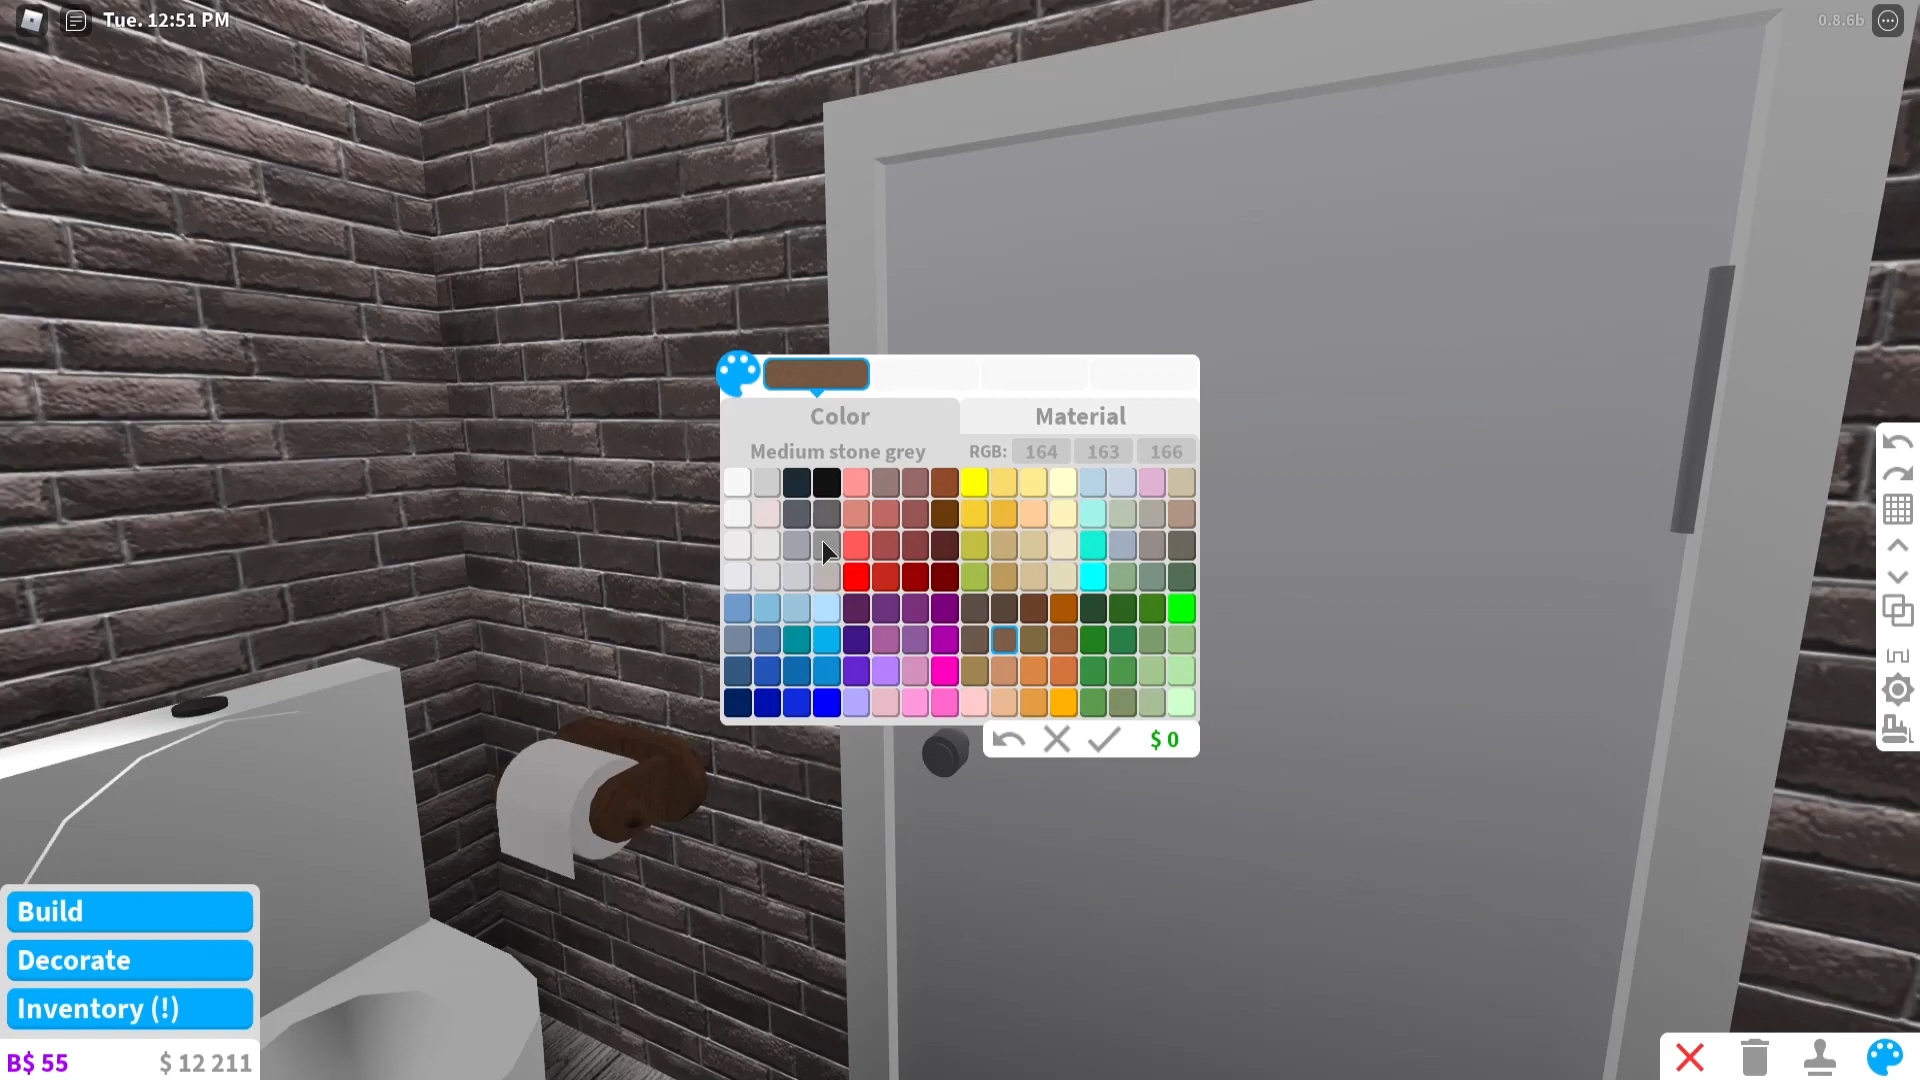 Tue. 12:51 PM
0.8.6b
Color
Material
Medium stone grey
RGB: 164 163 166
$ 0
Build
Decorate
Inventory (!)
B$ 55
$ 12 211